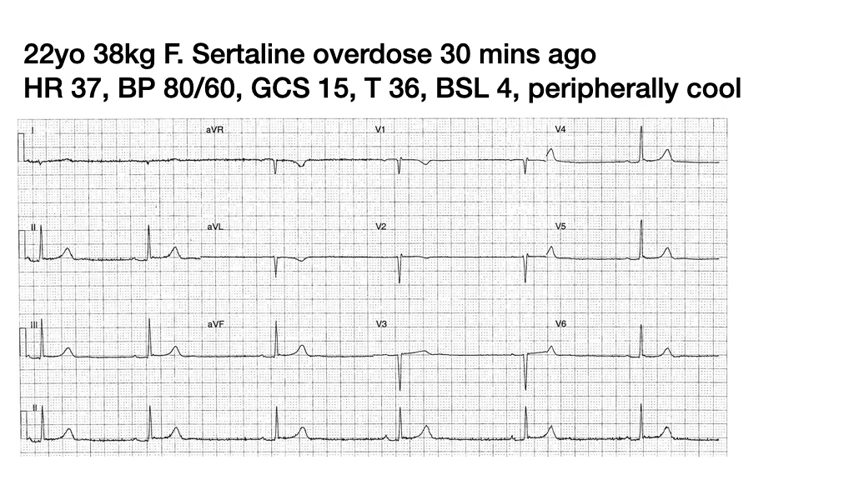 22yo 38kg F. Sertaline overdose 30 mins ago
HR 37, BP 80/60, GCS 15, T 36, BSL 4, peripherally cool
I aVR V1 V4
II aVL V2 V5
III aVF V3 V6
II